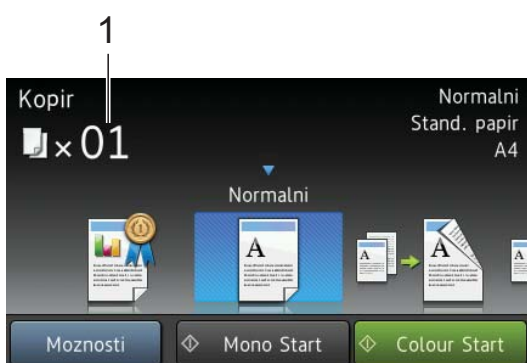 1
Kopir
Normalni
Stand. papir
×01
A4
Normalni
A
A
A
A
Moznosti
Mono Start
Colour Start